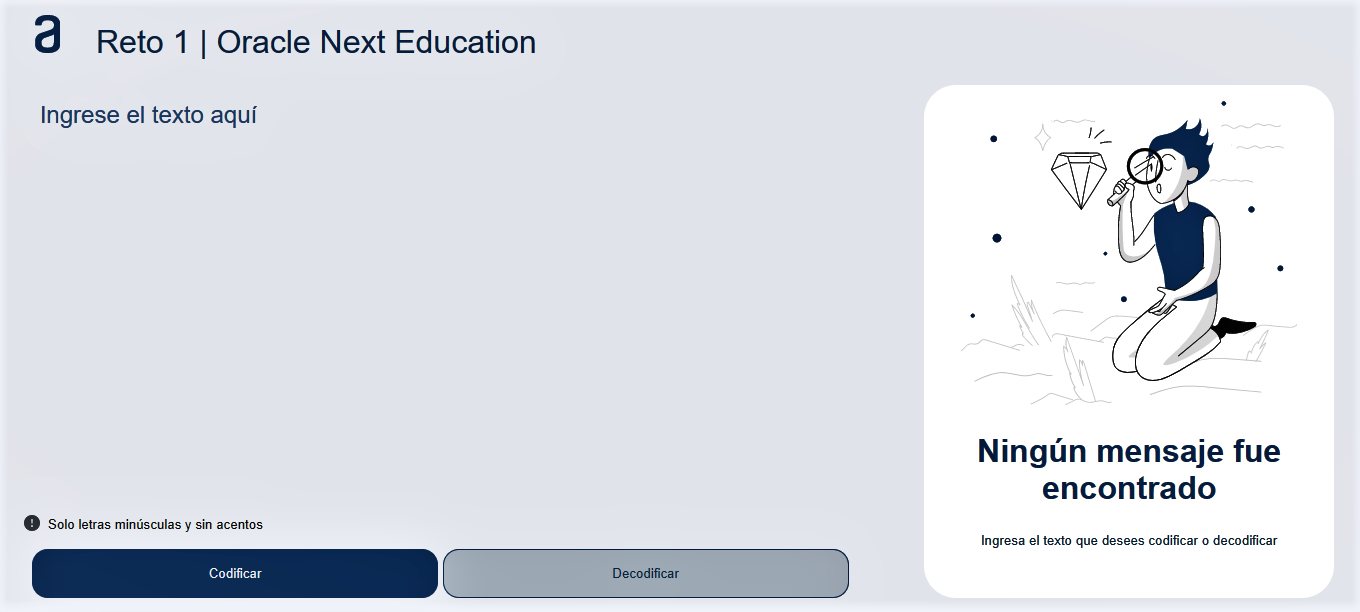 a
Reto 1 | Oracle Next Education
Ingrese el texto aquí
Solo letras minúsculas y sin acentos
Codificar
Decodificar
Ningún mensaje fue
encontrado
Ingresa el texto que desees codificar o decodificar